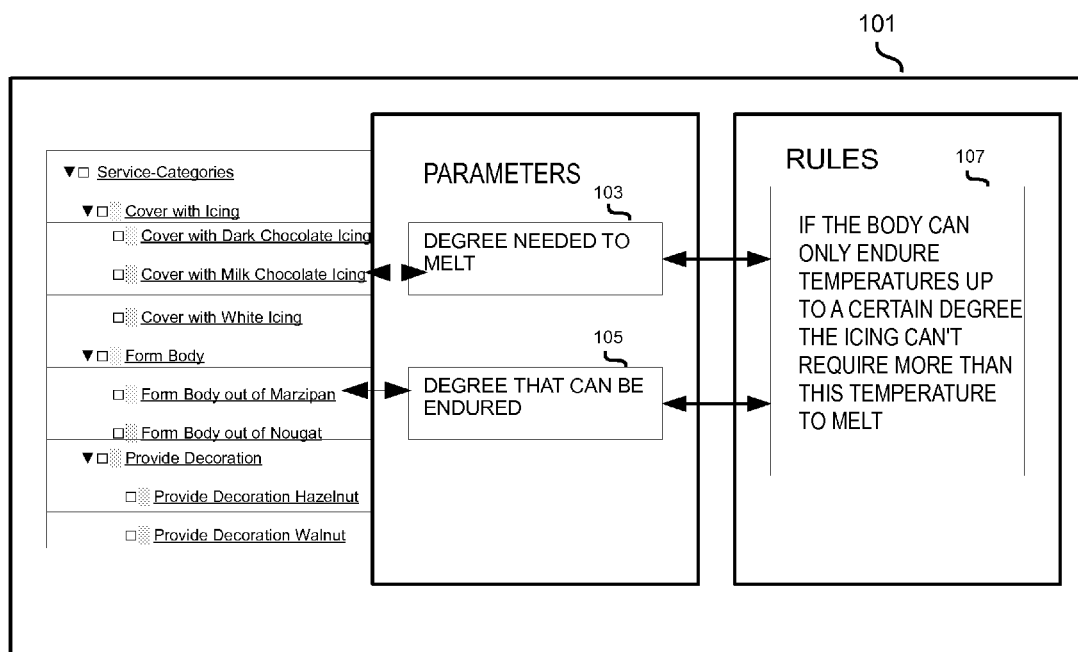 101
Service-Categories
Cover with Icing
Cover with Dark Chocolate Icing
Cover with Milk Chocolate Icing
Cover with White Icing
Form Body
Form Body out of Marzipan
Form Body out of Nougat
Provide Decoration
Provide Decoration Hazelnut
Provide Decoration Walnut
PARAMETERS
103
DEGREE NEEDED TO
MELT
105
DEGREE THAT CAN BE
ENDURED
RULES
107
IF THE BODY CAN
ONLY ENDURE
TEMPERATURES UP
TO A CERTAIN DEGREE
THE ICING CAN'T
REQUIRE MORE THAN
THIS TEMPERATURE
TO MELT